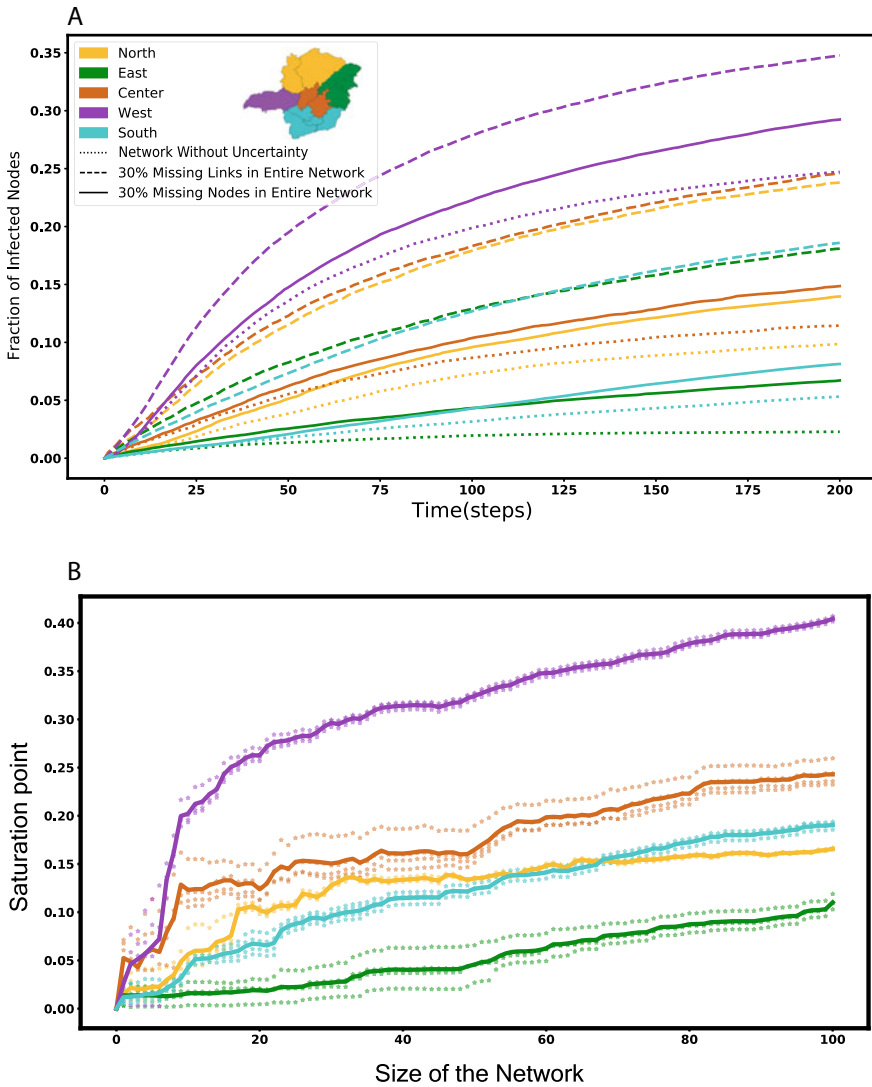 A
0.35
0.30
0.25
0.20
0.15
0.10
0.05
0.00
Fraction of Infected Nodes
North
East
Center
West
South
Network Without Uncertainty
30% Missing Links in Entire Network
30% Missing Nodes in Entire Network
0 25 50 75 100 125 150 175 200
Time(steps)
B
0.40
0.35
0.30
0.25
0.20
0.15
0.10
0.05
0.00
Saturation point
0 20 40 60 80 100
Size of the Network